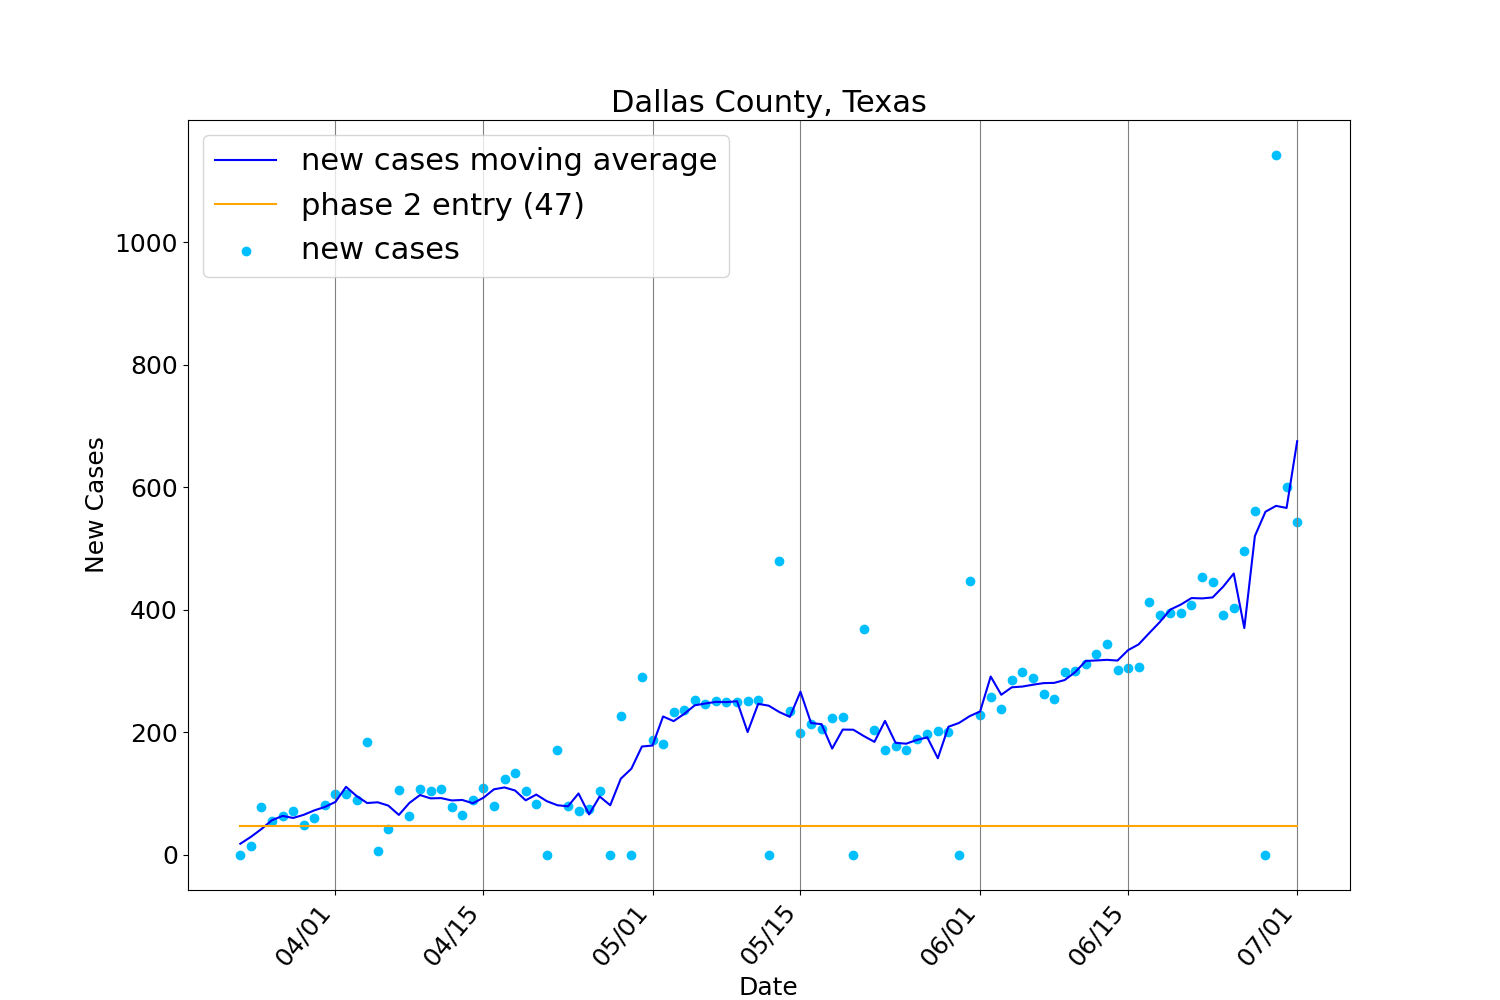 Dallas County, Texas
new cases moving average
phase 2 entry (47)
new cases
1000
800
600
400
200
0
New Cases
04/01
04/15
05/01
05/15
06/01
06/15
07/01
Date